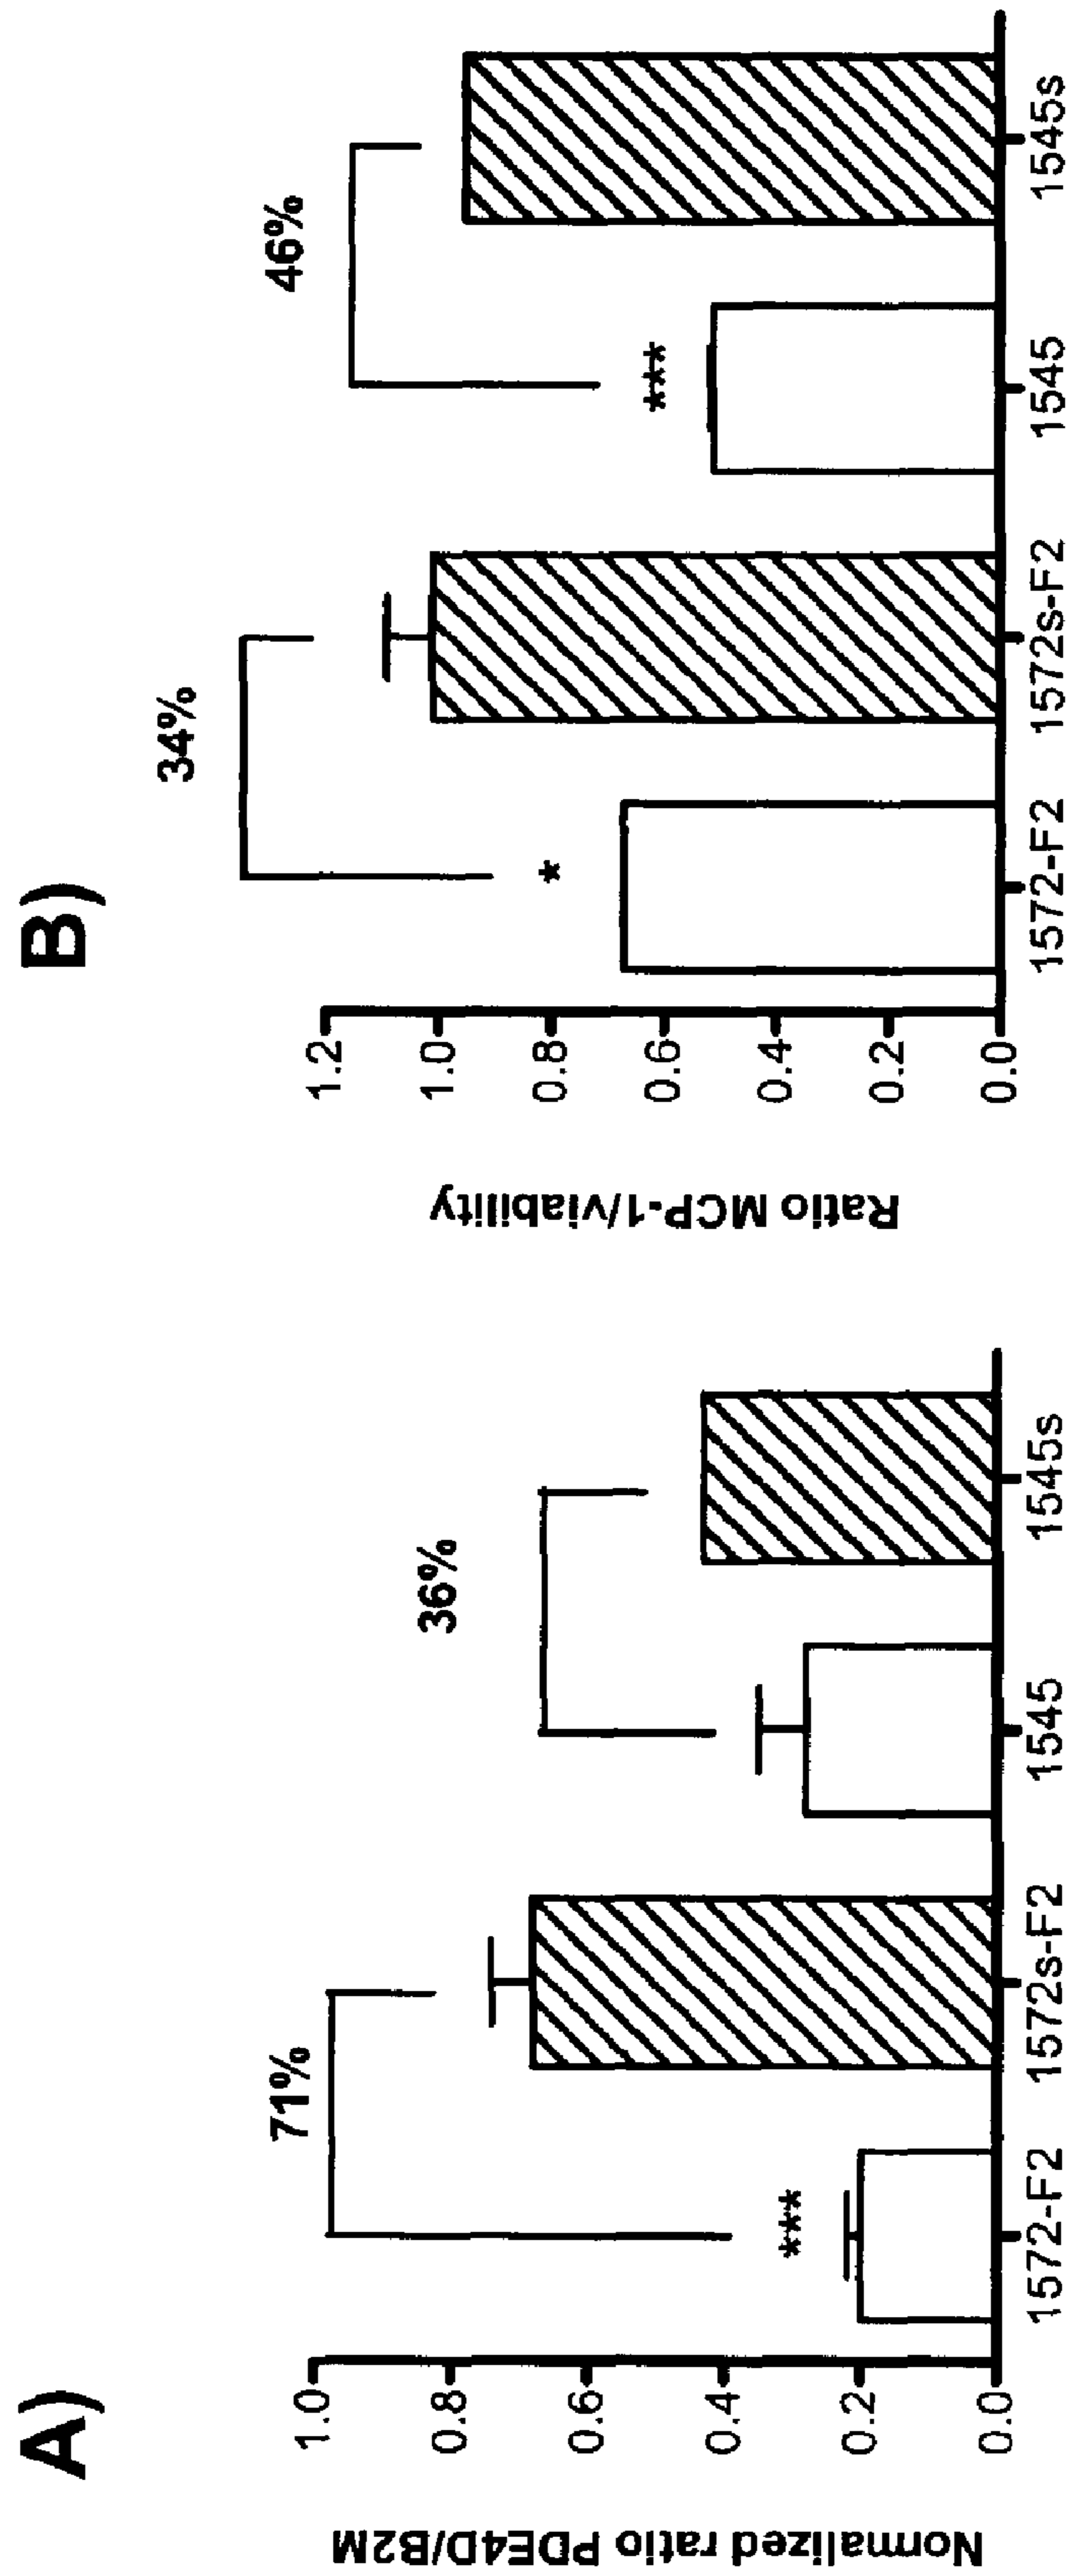 A)
Normalized ratio PDE4D/B2M
1.0
0.8
0.6
0.4
0.2
0.0
71%
36%
***
1572-F2
1572s-F2
1545
1545s
B)
Ratio MCP-1/viability
1.2
1.0
0.8
0.6
0.4
0.2
0.0
34%
46%
*
***
1572-F2
1572s-F2
1545
1545s